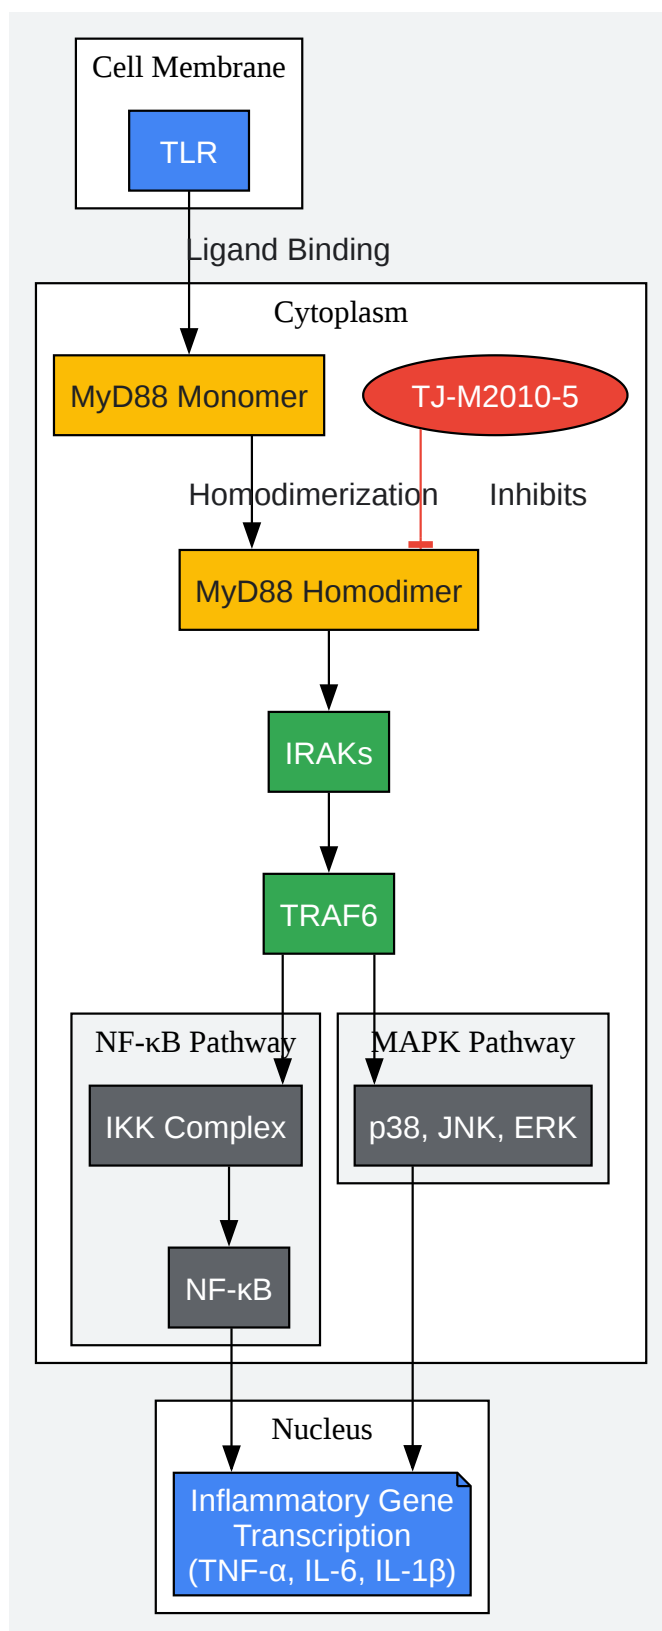 Cell Membrane
TLR
Ligand Binding
Cytoplasm
MyD88 Monomer
TJ-M2010-5
Homodimerization
Inhibits
MyD88 Homodimer
IRAKs
TRAF6
NF-κB Pathway
MAPK Pathway
IKK Complex
p38, JNK, ERK
NF-κB
Nucleus
Inflammatory Gene
Transcription
(TNF-α, IL-6, IL-1β)